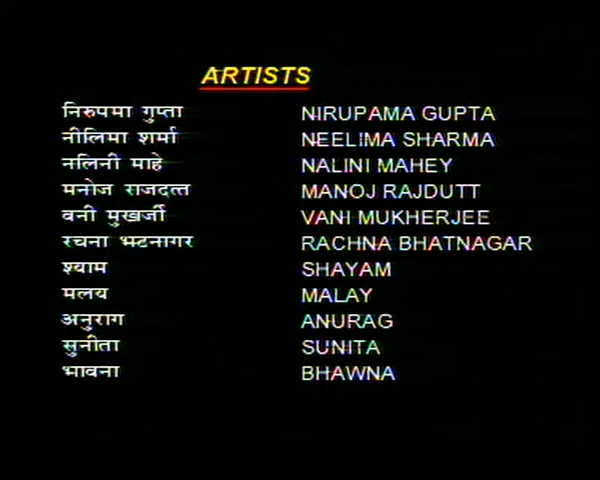 ARTISTS
निरुपमा गुप्ता NIRUPAMA GUPTA
नीलिमा शर्मा NEELIMA SHARMA
नलिनी माहे NALINI MAHEY
मनोज राजदत्त MANOJ RAJDUTT
वनी मुखर्जी VANI MUKHERJEE
रचना भटनागर RACHNA BHATNAGAR
श्याम SHAYAM
मलय MALAY
अनुराग ANURAG
सुनीता SUNITA
भावना BHAWNA